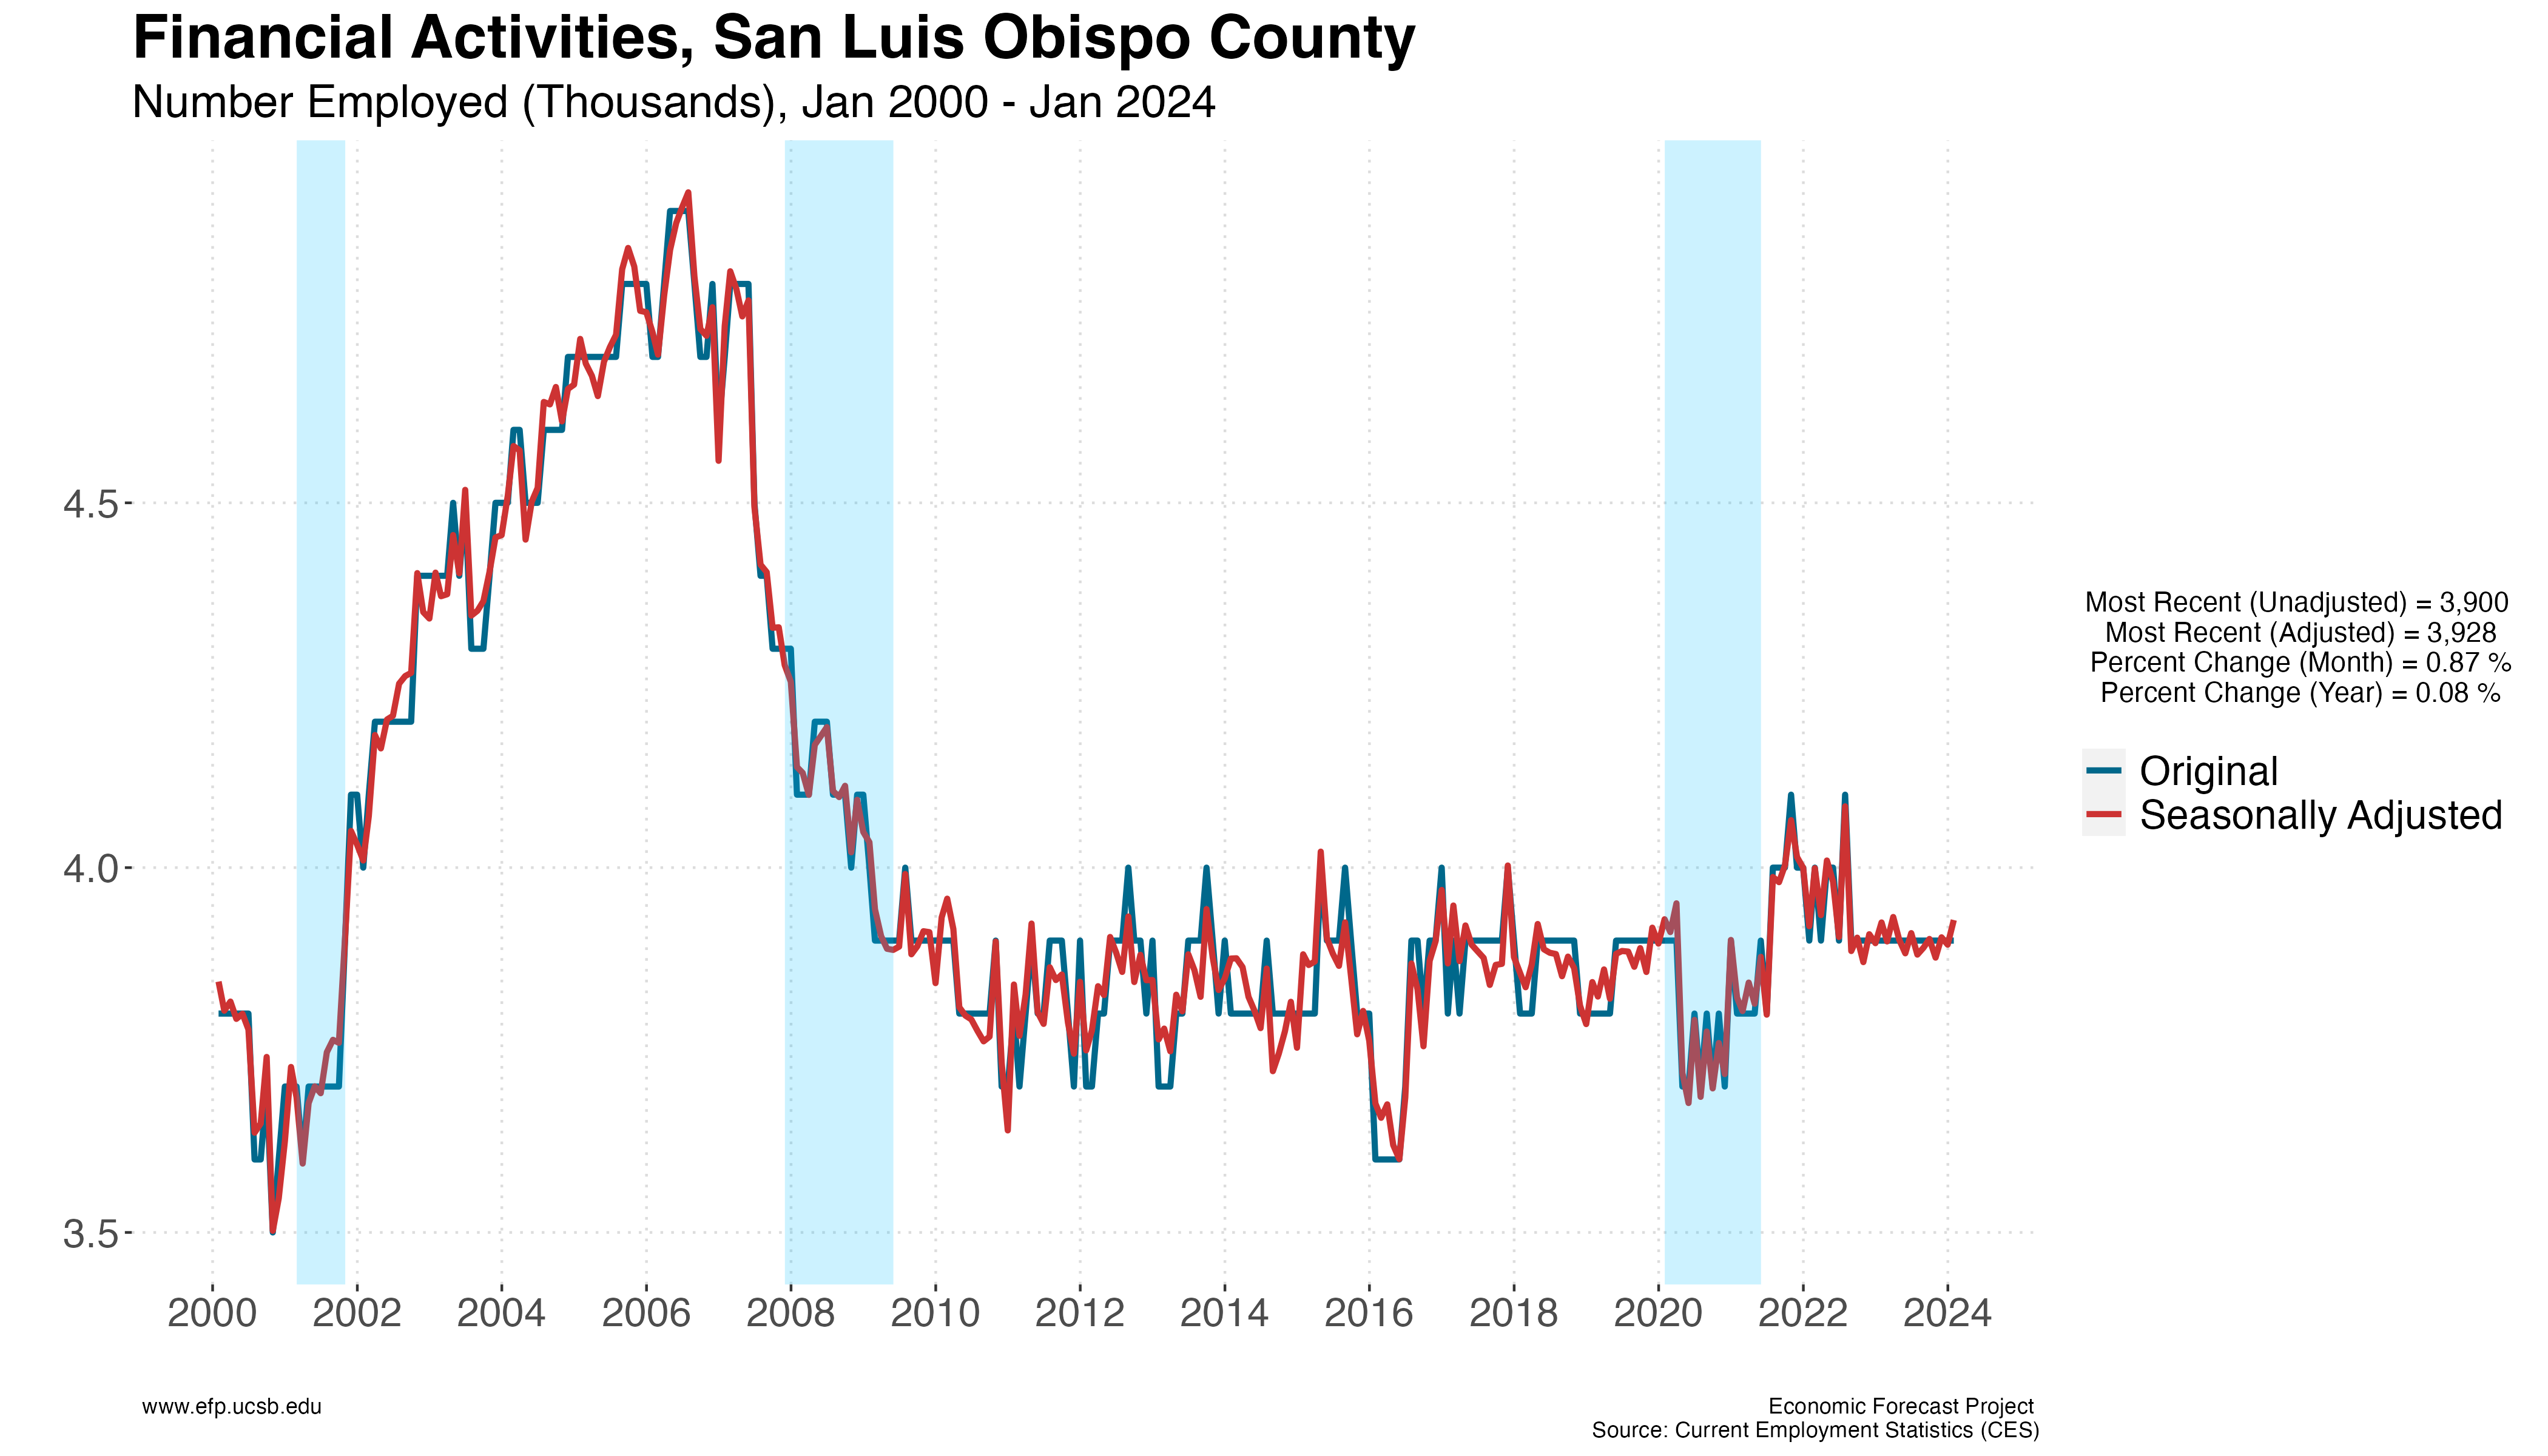 Financial Activities, San Luis Obispo County
Number Employed (Thousands), Jan 2000 - Jan 2024
4.5
4.0
3.5
2000 2002 2004 2006 2008 2010 2012 2014 2016 2018 2020 2022 2024
Most Recent (Unadjusted) = 3,900
Most Recent (Adjusted) = 3,928
Percent Change (Month) = 0.87 %
Percent Change (Year) = 0.08 %
Original
Seasonally Adjusted
www.efp.ucsb.edu
Economic Forecast Project
Source: Current Employment Statistics (CES)